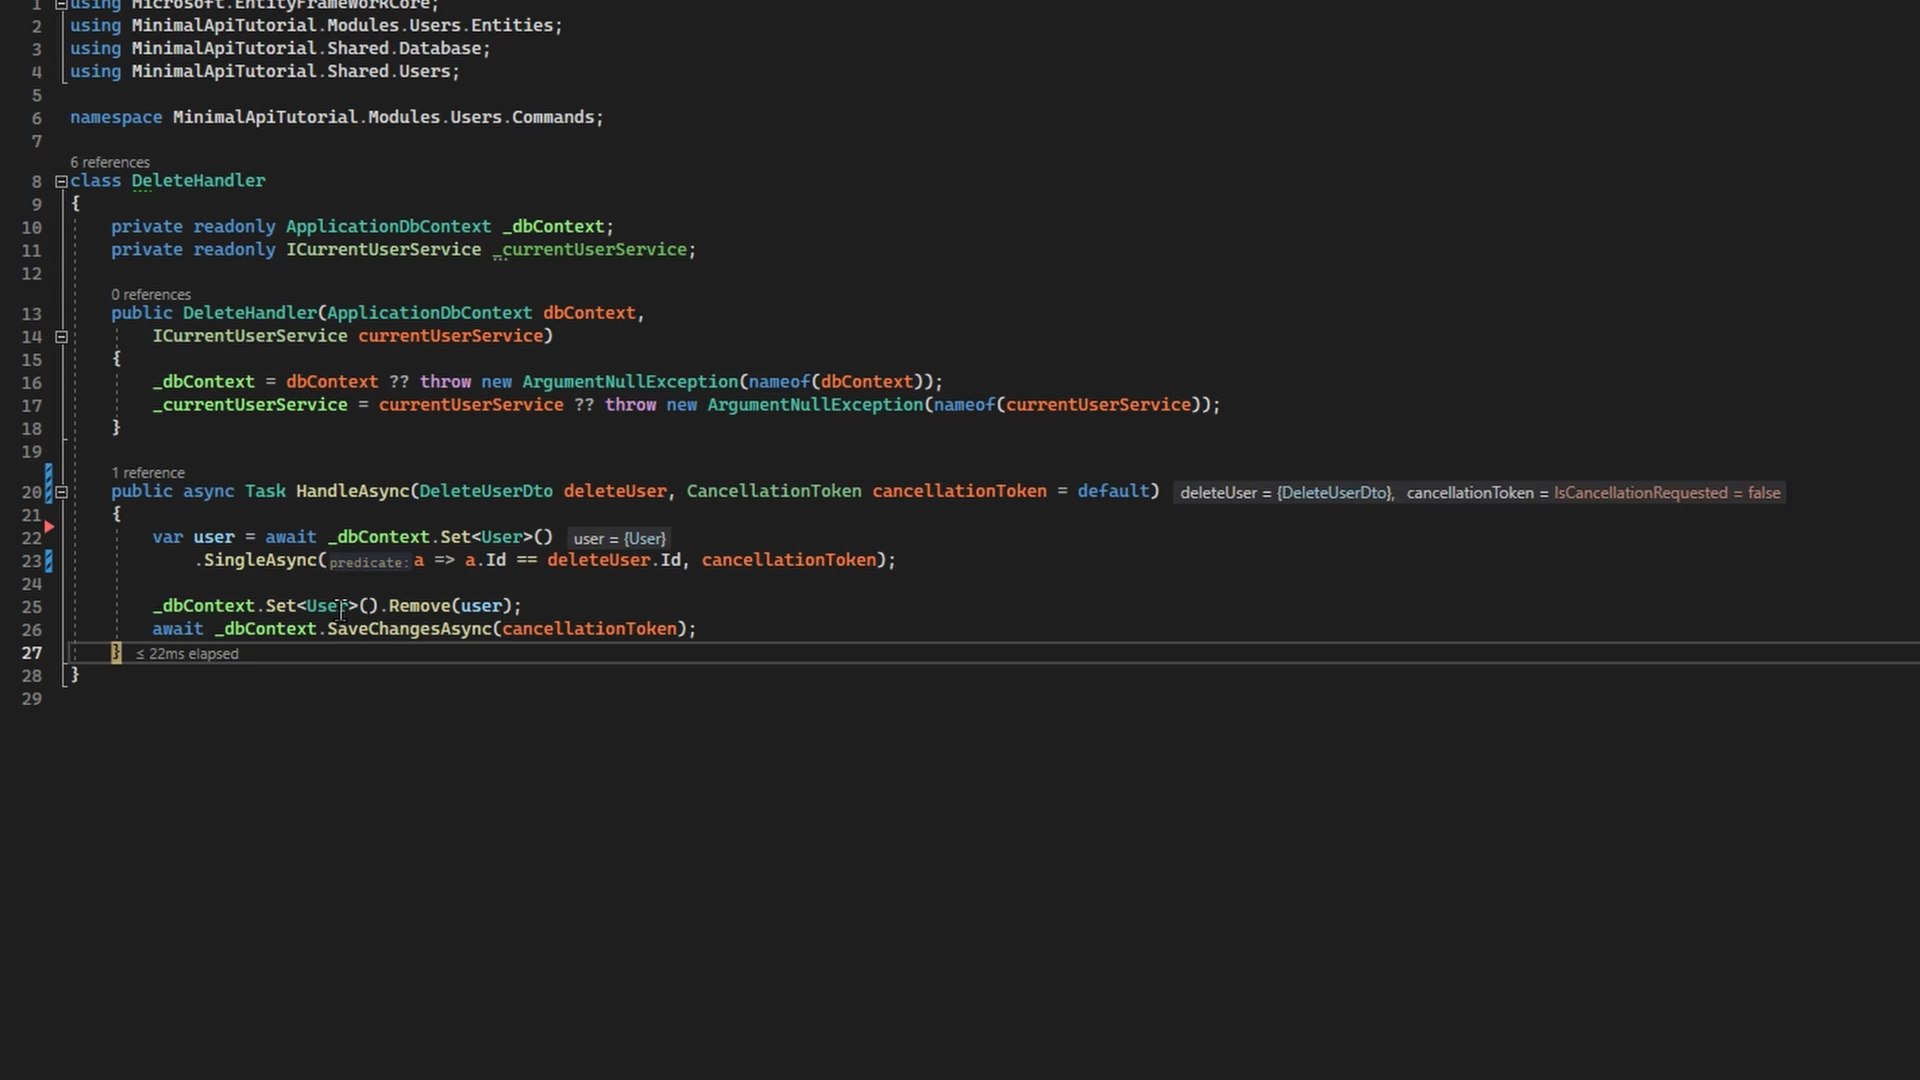 1 using Microsoft.EntityFrameworkCore;
2 using MinimalApiTutorial.Modules.Users.Entities;
3 using MinimalApiTutorial.Shared.Database;
4 using MinimalApiTutorial.Shared.Users;
5
6 namespace MinimalApiTutorial.Modules.Users.Commands;
7
6 references
8 class DeleteHandler
9 {
10 private readonly ApplicationDbContext _dbContext;
11 private readonly ICurrentUserService _currentUserService;
12
0 references
13 public DeleteHandler(ApplicationDbContext dbContext,
14 ICurrentUserService currentUserService)
15 {
16 _dbContext = dbContext ?? throw new ArgumentNullException(nameof(dbContext));
17 _currentUserService = currentUserService ?? throw new ArgumentNullException(nameof(currentUserService));
18 }
19
1 reference
20 public async Task HandleAsync(DeleteUserDto deleteUser, CancellationToken cancellationToken = default) deleteUser = {DeleteUserDto}, cancellationToken = IsCancellationRequested = false
21 {
22 var user = await _dbContext.Set<User>() user = {User}
23 .SingleAsync(predicate: a => a.Id == deleteUser.Id, cancellationToken);
24
25 _dbContext.Set<User>().Remove(user);
26 await _dbContext.SaveChangesAsync(cancellationToken);
27 } ≤ 22ms elapsed
28 }
29